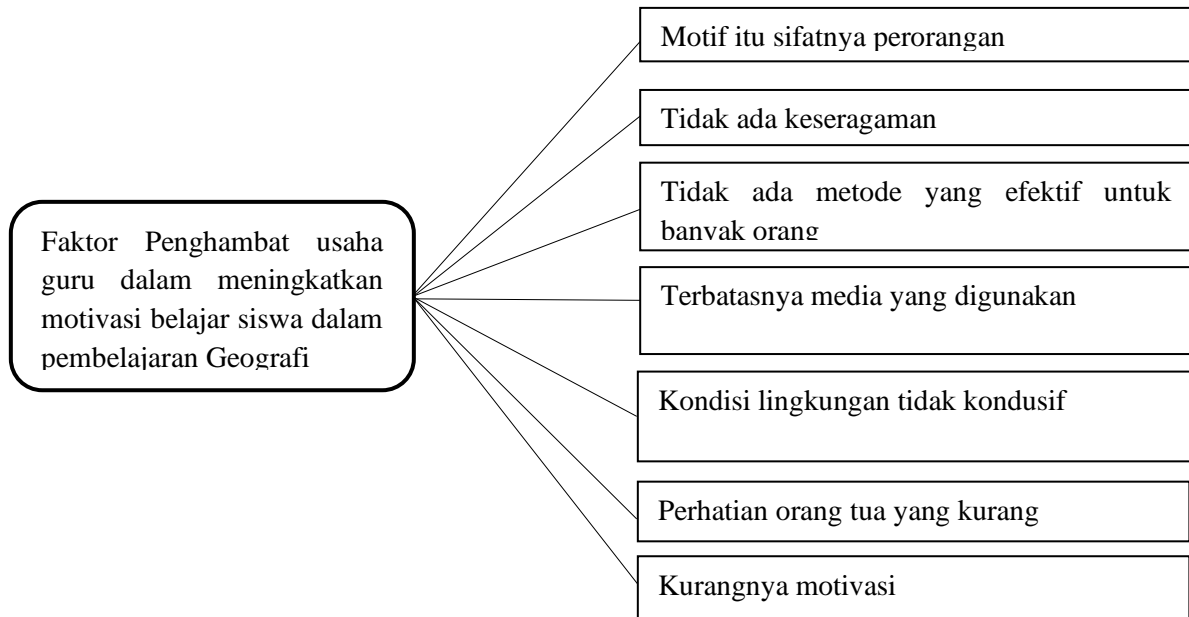 Motif itu sifatnya perorangan
Tidak ada keseragaman
Tidak ada metode yang efektif untuk
banyak orang
Faktor Penghambat usaha
guru dalam meningkatkan
motivasi belajar siswa dalam
pembelajaran Geografi
Terbatasnya media yang digunakan
Kondisi lingkungan tidak kondusif
Perhatian orang tua yang kurang
Kurangnya motivasi